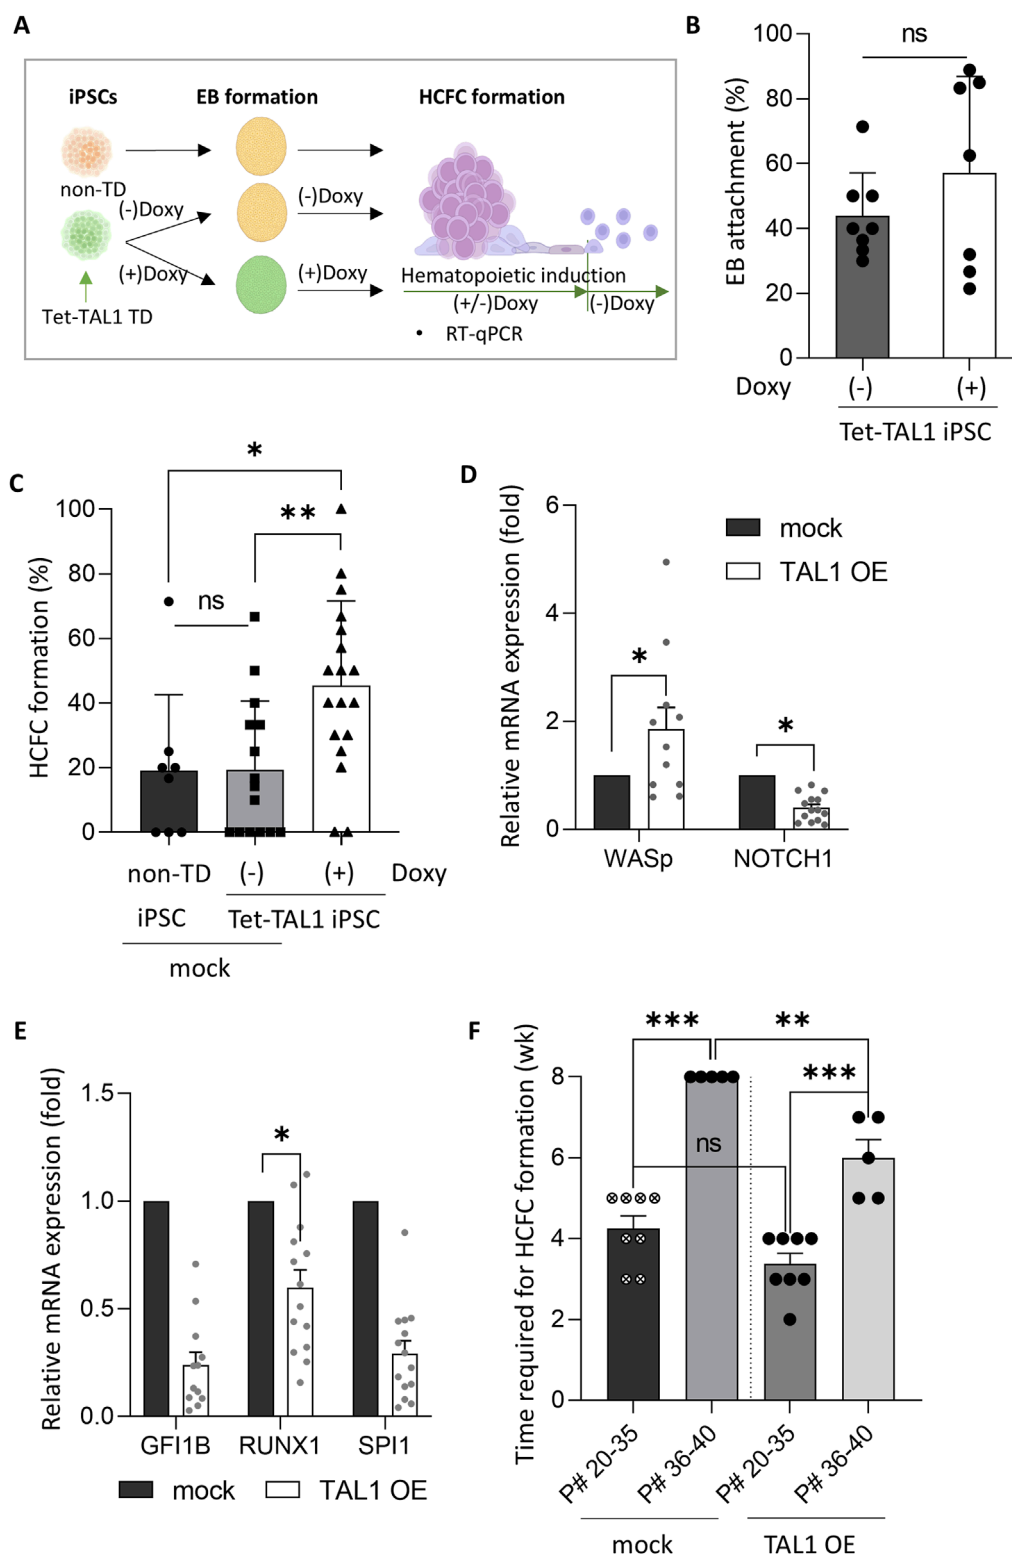 A
iPSCs EB formation HCFC formation
non-TD
(-)Doxy (-)Doxy
(+)Doxy (+)Doxy
Tet-TAL1 TD
Hematopoietic induction
(+/-)Doxy (-)Doxy
• RT-qPCR
B
EB attachment (%)
100
80
60
40
20
0
ns
Doxy (-) (+)
Tet-TAL1 iPSC
C
HCFC formation (%)
100
80
60
40
20
0
*
**
ns
non-TD (-) (+) Doxy
iPSC Tet-TAL1 iPSC
mock
D
Relative mRNA expression (fold)
6
4
2
0
mock
TAL1 OE
*
*
WASp NOTCH1
E
Relative mRNA expression (fold)
1.5
1.0
0.5
0.0
*
GFI1B RUNX1 SPI1
mock TAL1 OE
F
Time required for HCFC formation (wk)
8
6
4
2
0
*** **
***
ns
P# 20-35 P# 36-40 P# 20-35 P# 36-40
mock TAL1 OE